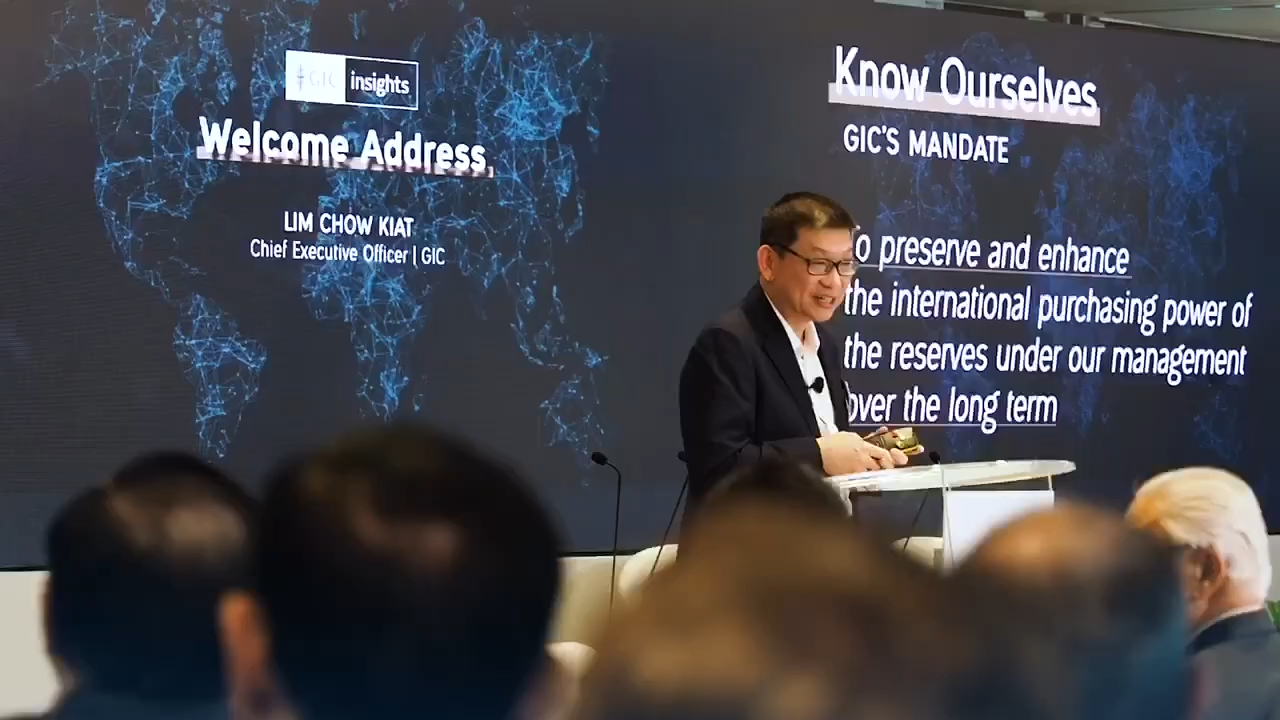 GIC insights
Welcome Address
LIM CHOW KIAT
Chief Executive Officer | GIC
Know Ourselves
GIC'S MANDATE
o preserve and enhance
the international purchasing power of
the reserves under our management
over the long term